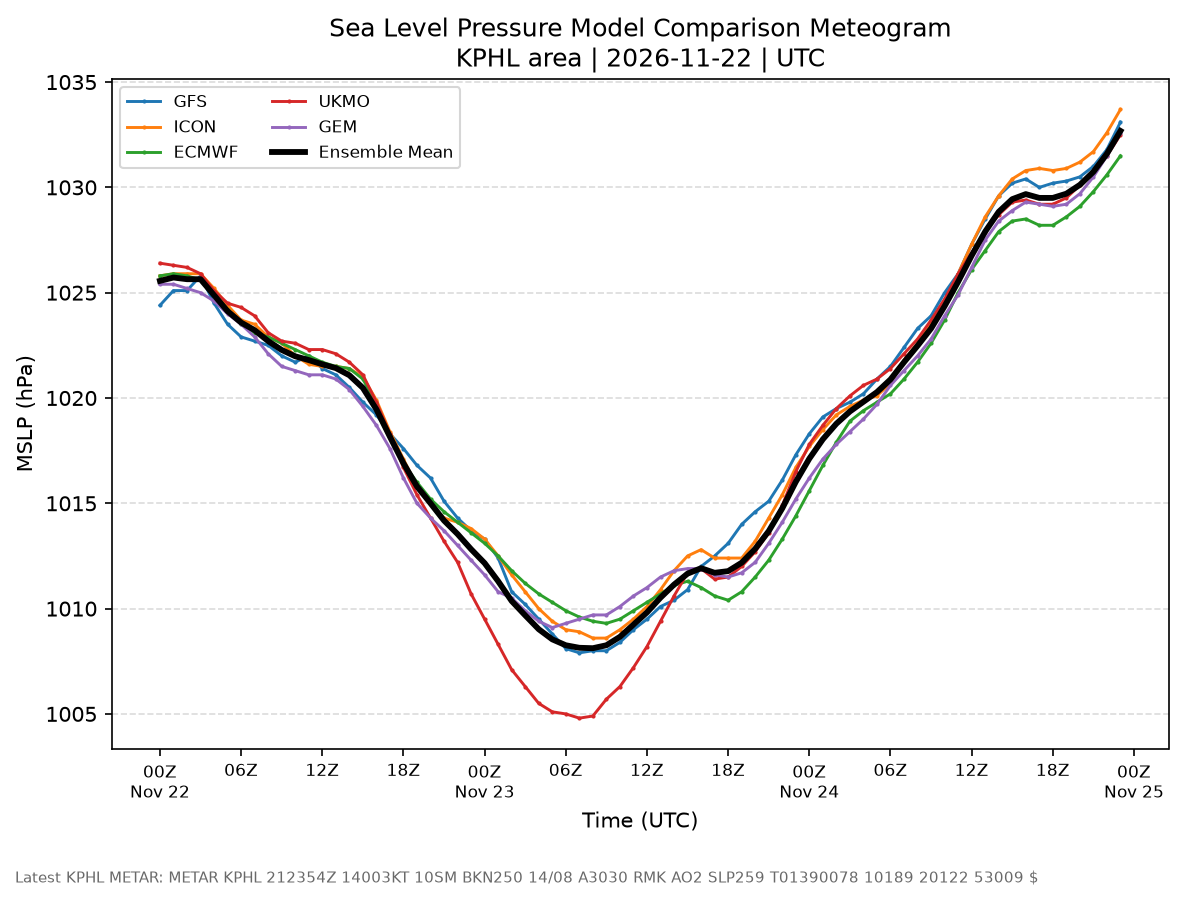 Sea Level Pressure Model Comparison Meteogram
KPHL area | 2026-11-22 | UTC
GFS
ICON
ECMWF
UKMO
GEM
Ensemble Mean
MSLP (hPa)
1035
1030
1025
1020
1015
1010
1005
00Z 06Z 12Z 18Z 00Z 06Z 12Z 18Z 00Z 06Z 12Z 18Z 00Z
Nov 22 Nov 23 Nov 24 Nov 25
Time (UTC)
Latest KPHL METAR: METAR KPHL 212354Z 14003KT 10SM BKN250 14/08 A3030 RMK AO2 SLP259 T01390078 10189 20122 53009 $